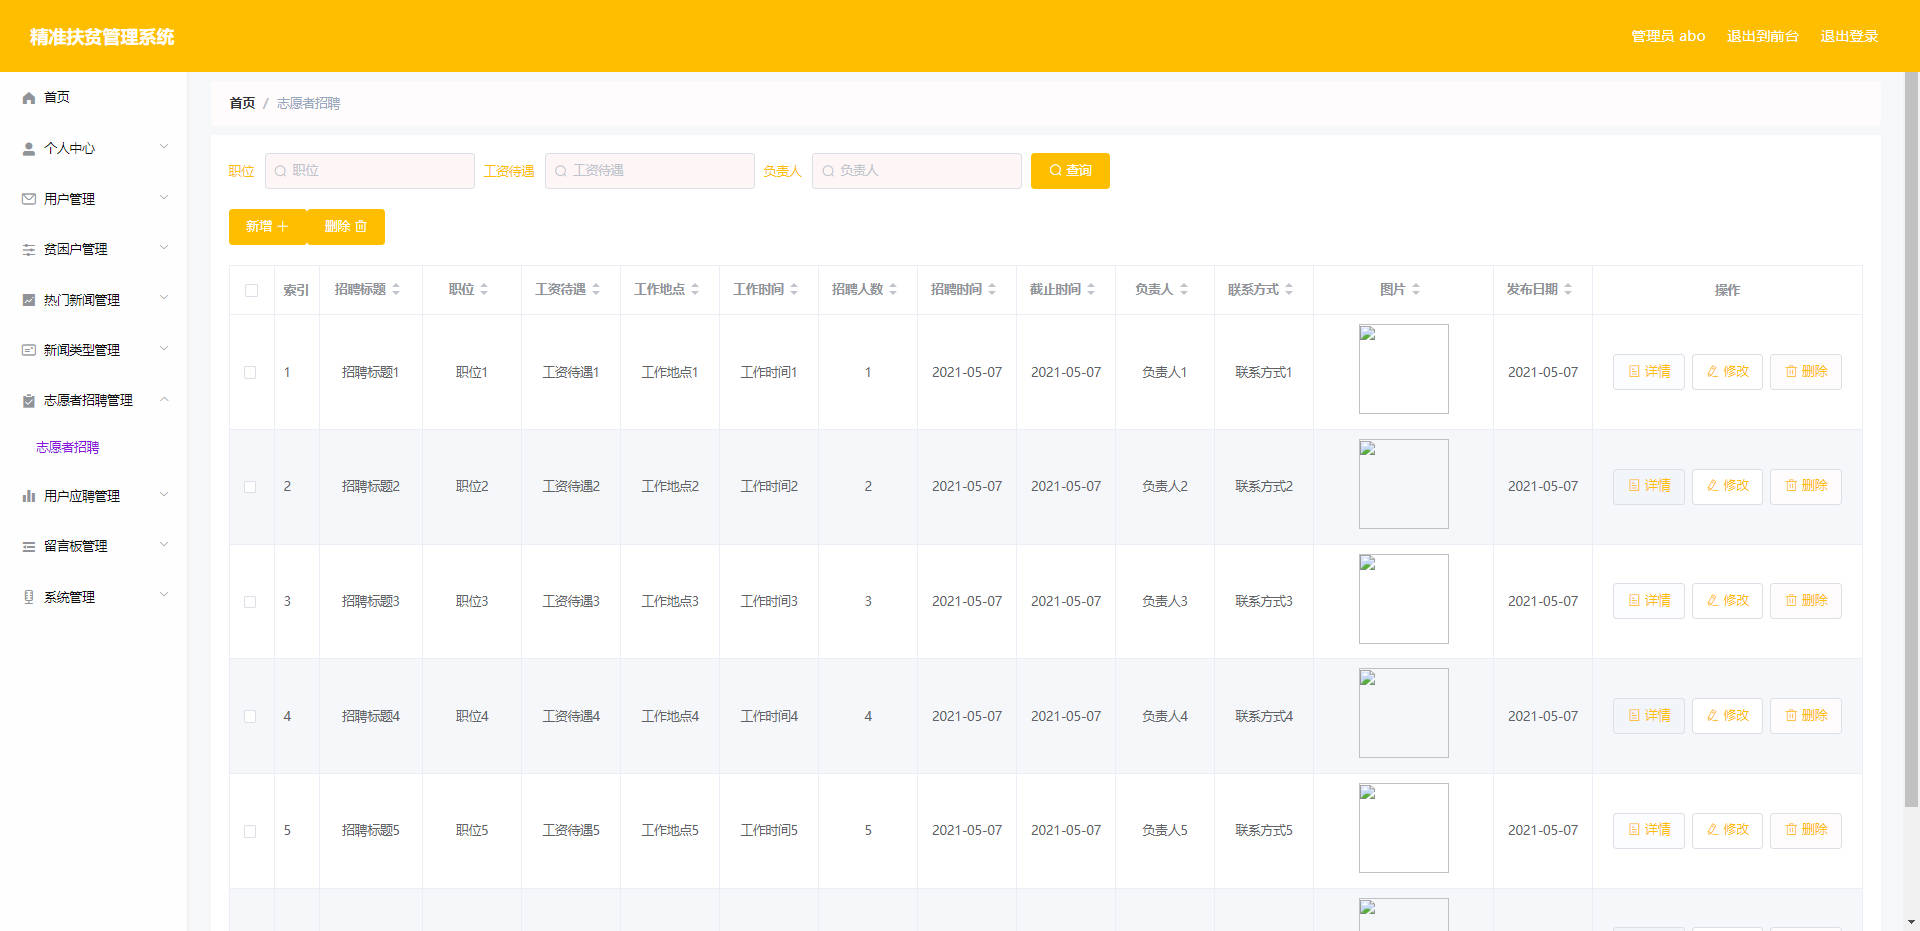 精准扶贫管理系统
管理员 abo 退出到前台 退出登录
首页
个人中心
用户管理
贫困户管理
热门新闻管理
新闻类型管理
志愿者招聘管理
志愿者招聘
用户应聘管理
留言板管理
系统管理
首页 / 志愿者招聘
职位 职位 工资待遇 工资待遇 负责人 负责人 查询
新增 删除
索引 招聘标题 职位 工资待遇 工作地点 工作时间 招聘人数 招聘时间 截止时间 负责人 联系方式 图片 发布日期 操作
1 招聘标题1 职位1 工资待遇1 工作地点1 工作时间1 1 2021-05-07 2021-05-07 负责人1 联系方式1 2021-05-07 详情 修改 删除
2 招聘标题2 职位2 工资待遇2 工作地点2 工作时间2 2 2021-05-07 2021-05-07 负责人2 联系方式2 2021-05-07 详情 修改 删除
3 招聘标题3 职位3 工资待遇3 工作地点3 工作时间3 3 2021-05-07 2021-05-07 负责人3 联系方式3 2021-05-07 详情 修改 删除
4 招聘标题4 职位4 工资待遇4 工作地点4 工作时间4 4 2021-05-07 2021-05-07 负责人4 联系方式4 2021-05-07 详情 修改 删除
5 招聘标题5 职位5 工资待遇5 工作地点5 工作时间5 5 2021-05-07 2021-05-07 负责人5 联系方式5 2021-05-07 详情 修改 删除